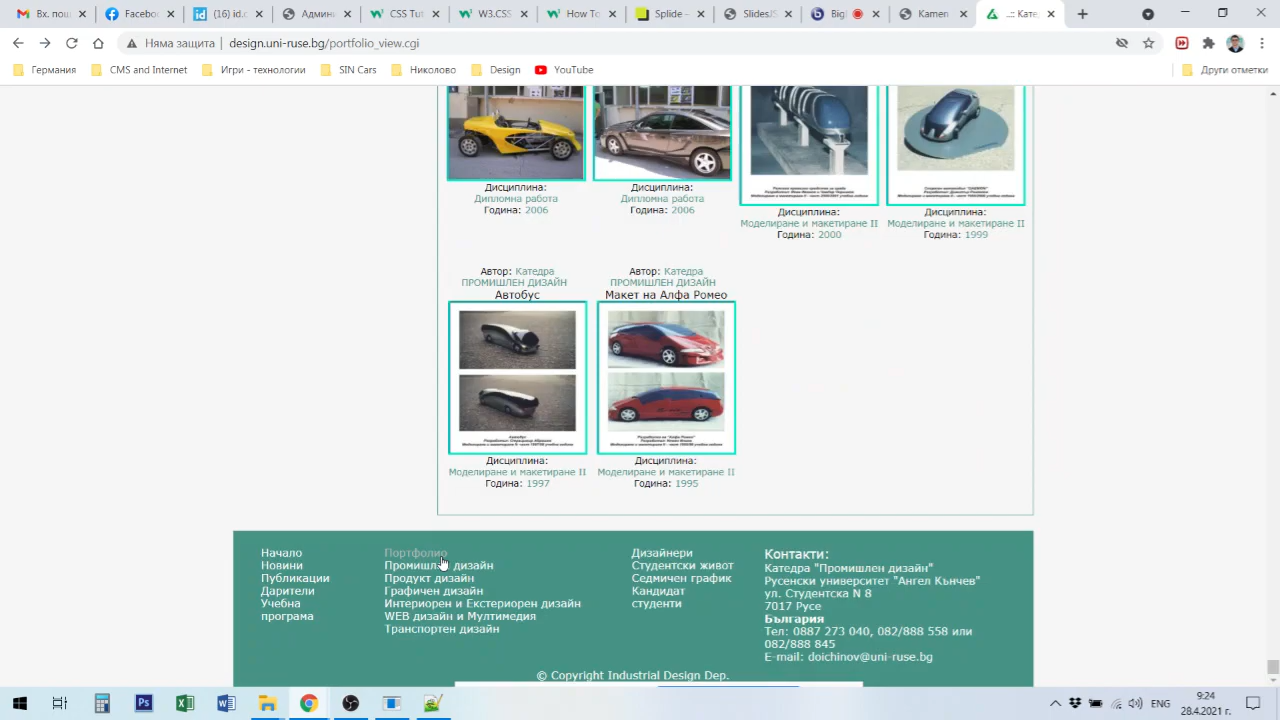 Вх. пощ
Facebo
(16) idc
Админи
CSS Tut
W3.CSS
How To
Splide –
SlidesJS
Big
Kamen
..:: Кате
Няма защита
design.uni-ruse.bg/portfolio_view.cgi
Германия
CMS and Internet
Игри - технологии
SIN Cars
Николово
Design
YouTube
Други отметки
Дисциплина:
Дипломна работа
Година: 2006
Дисциплина:
Дипломна работа
Година: 2006
Дисциплина:
Моделиране и макетиране II
Година: 2000
Дисциплина:
Моделиране и макетиране II
Година: 1999
Автор: Катедра
ПРОМИШЛЕН ДИЗАЙН
Автобус
Дисциплина:
Моделиране и макетиране II
Година: 1997
Автор: Катедра
ПРОМИШЛЕН ДИЗАЙН
Макет на Алфа Ромео
Дисциплина:
Моделиране и макетиране II
Година: 1995
Начало
Новини
Публикации
Дарители
Учебна
програма
Портфолио
Промишлен дизайн
Продукт дизайн
Графичен дизайн
Интериорен и Екстериорен дизайн
WEB дизайн и Мултимедия
Транспортен дизайн
Дизайнери
Студентски живот
Седмичен график
Кандидат
студенти
Контакти:
Катедра "Промишлен дизайн"
Русенски университет "Ангел Кънчев"
ул. Студентска N 8
7017 Русе
България
Тел: 0887 273 040, 082/888 558 или
082/888 845
E-mail: doichinov@uni-ruse.bg
© Copyright Industrial Design Dep.
ENG
9:24
28.4.2021 г.